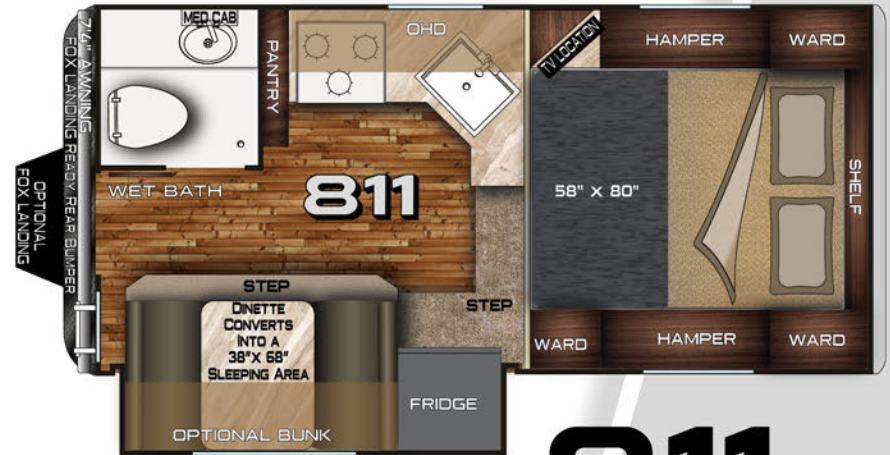 MED CAB
OHD
TV LOCATION
HAMPER
WARD
7'4" AWNING
FOX LANDING READY REAR BUMPER
PANTRY
OPTIONAL
FOX LANDING
WET BATH
811
58" X 80"
SHELF
STEP
STEP
DINETTE
CONVERTS
INTO A
38"X 68"
SLEEPING AREA
WARD
HAMPER
WARD
FRIDGE
OPTIONAL BUNK
811